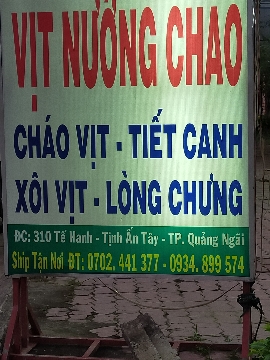 VỊT NƯỚNG CHAO
CHÁO VỊT - TIẾT CANH
XÔI VỊT - LÒNG CHƯNG
ĐC: 310 Tế Hanh - Tịnh Ấn Tây - TP. Quảng Ngãi
Ship Tận Nơi ĐT: 0702. 441 377 - 0934. 899 574